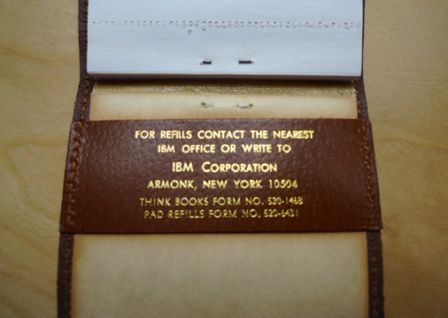 FOR REFILLS CONTACT THE NEAREST
IBM OFFICE OR WRITE TO
IBM CORPORATION
ARMONK, NEW YORK 10504
THINK BOOKS FORM NO. 520-1468
PAD REFILLS FORM NO. 520-6431